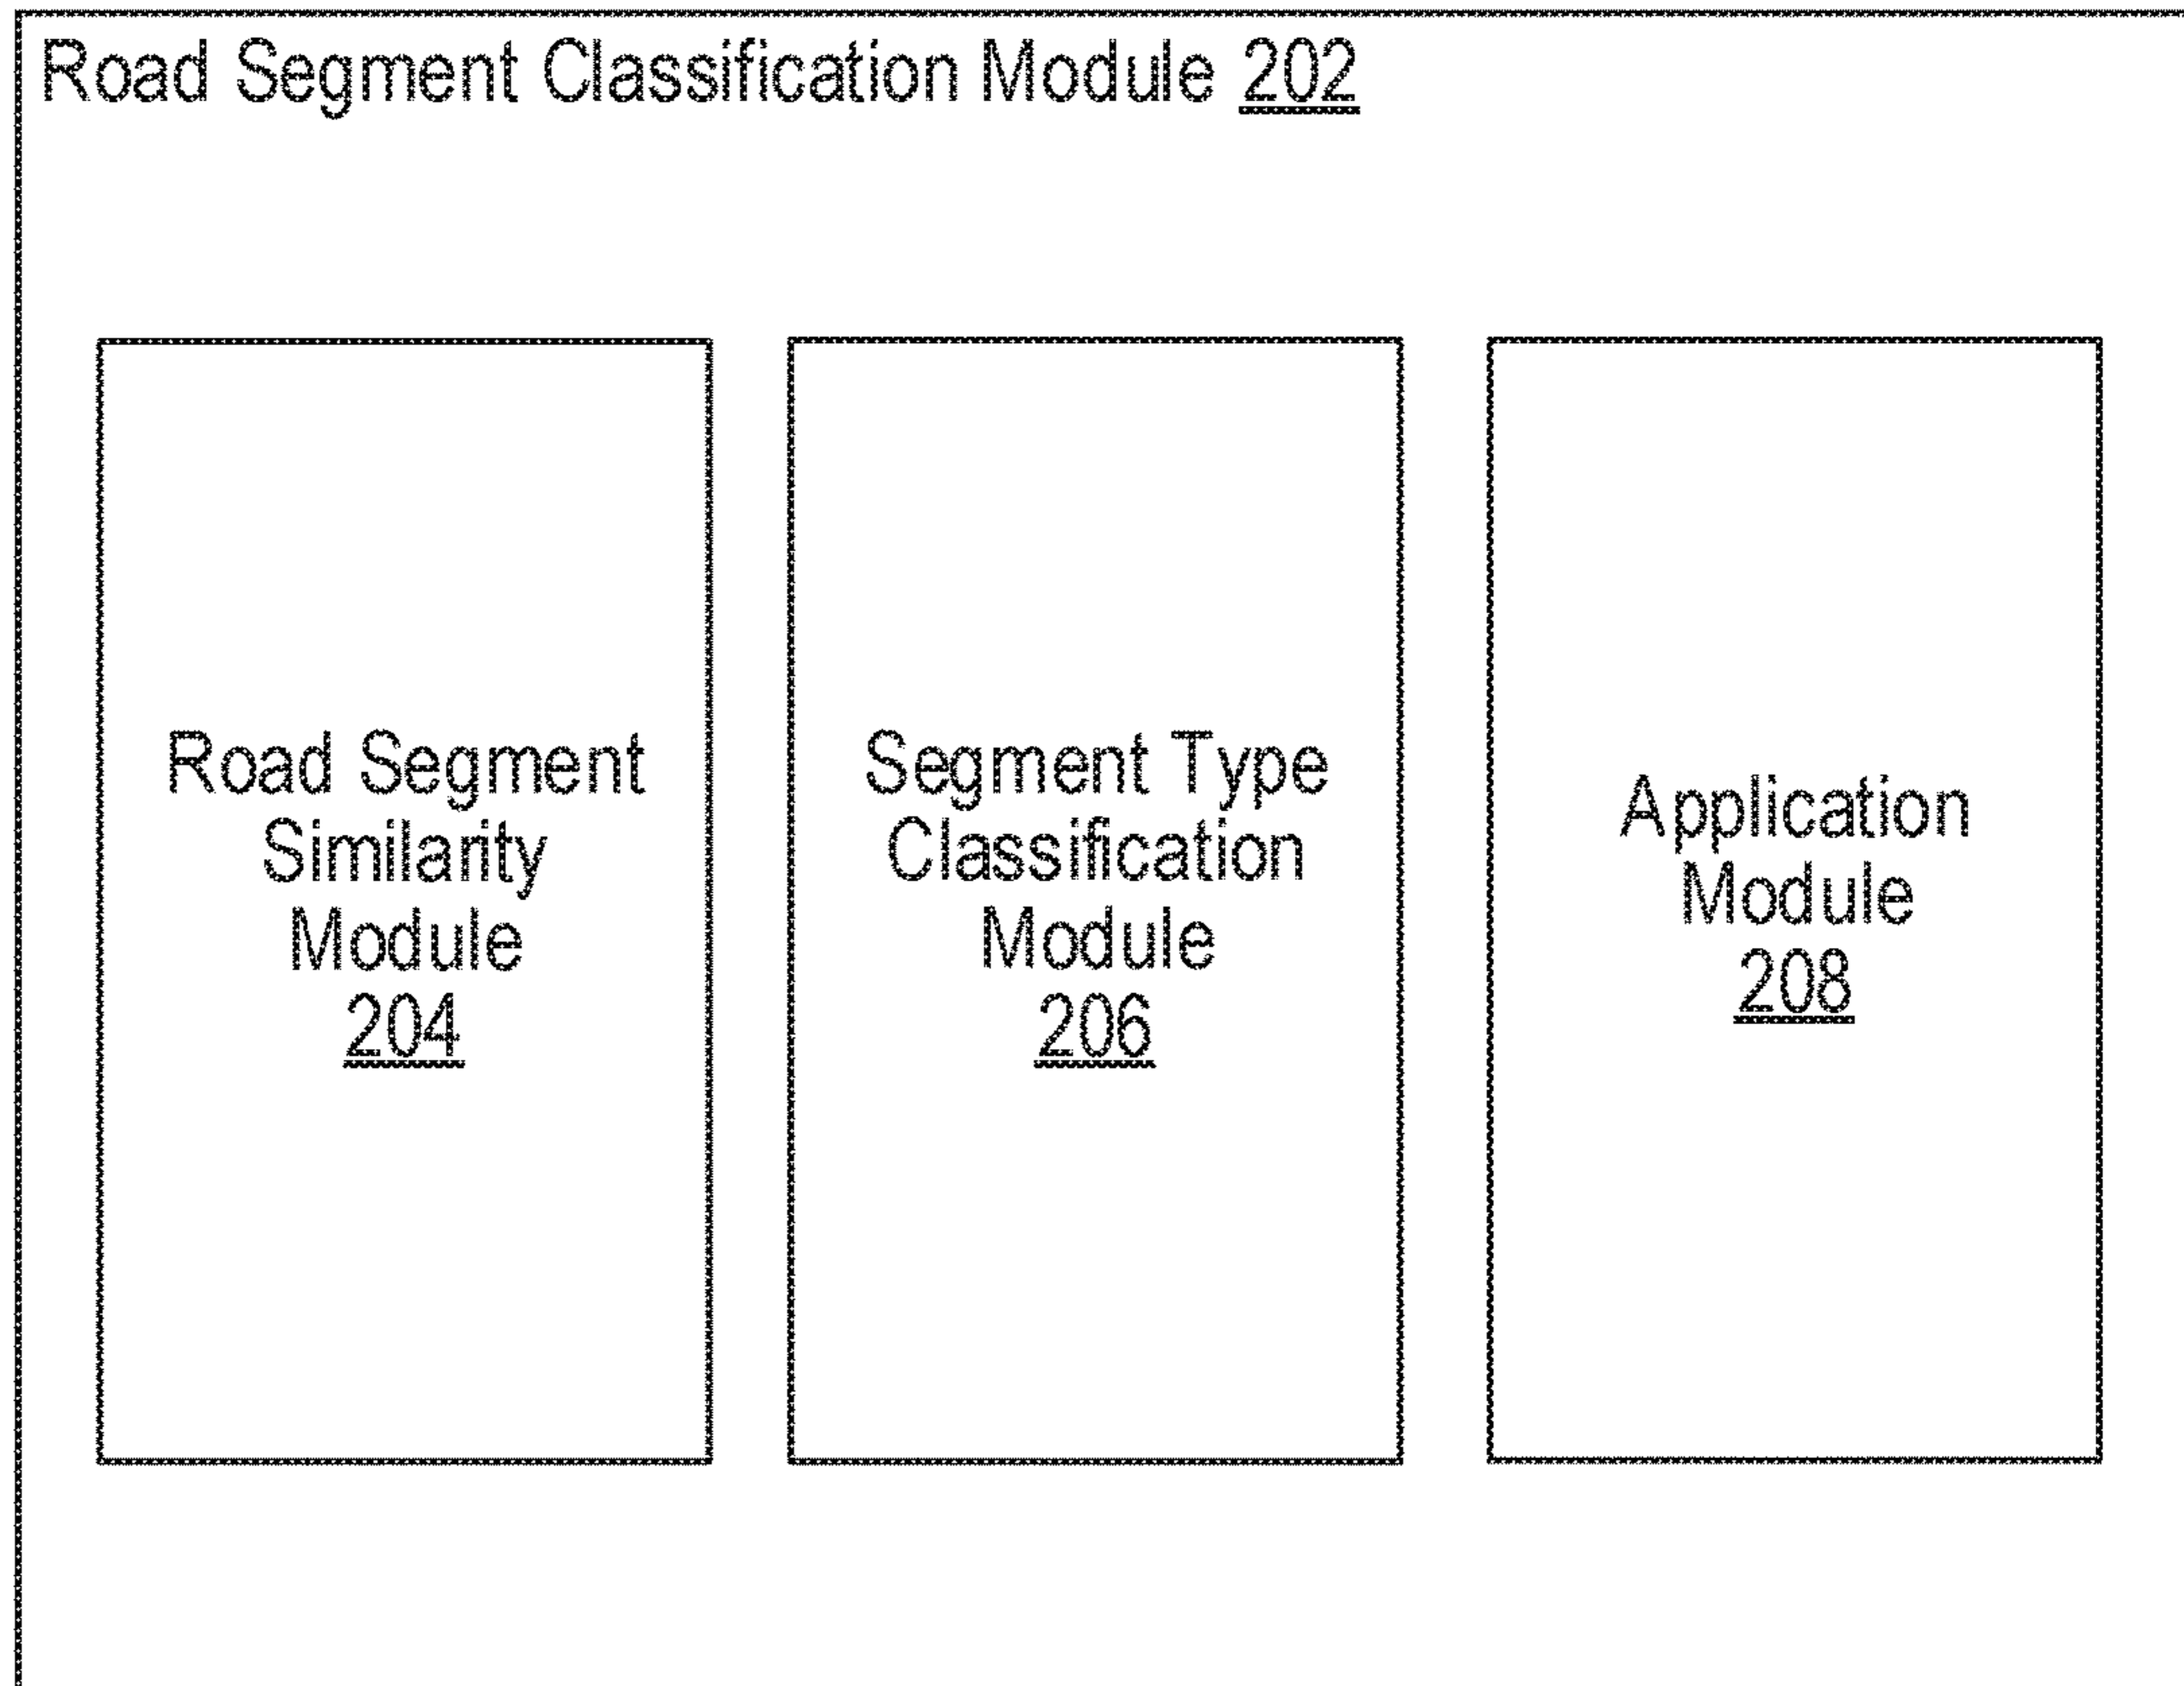 Road Segment Classification Module 202
Road Segment
Similarity
Module
204
Segment Type
Classification
Module
206
Application
Module
208